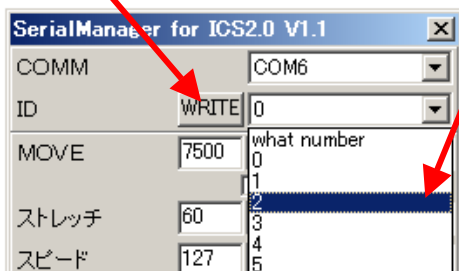 SerialManager for ICS2.0 V1.1
COMM COM6
ID WRITE 0
what number
MOVE 7500 0
1
2
ストレッチ 60 3
4
スピード 127 5